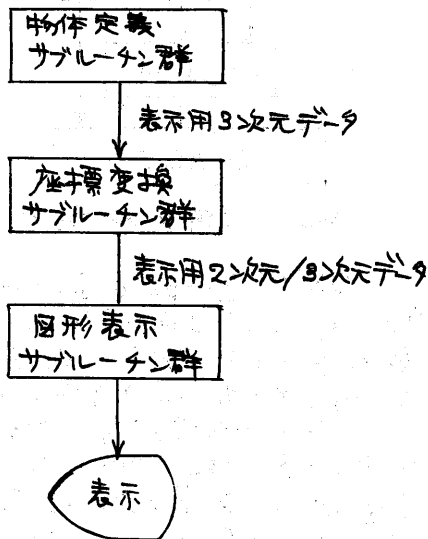 物体定義
サブルーチン群
表示用3次元データ
座標変換
サブルーチン群
表示用2次元/3次元データ
図形表示
サブルーチン群
表示